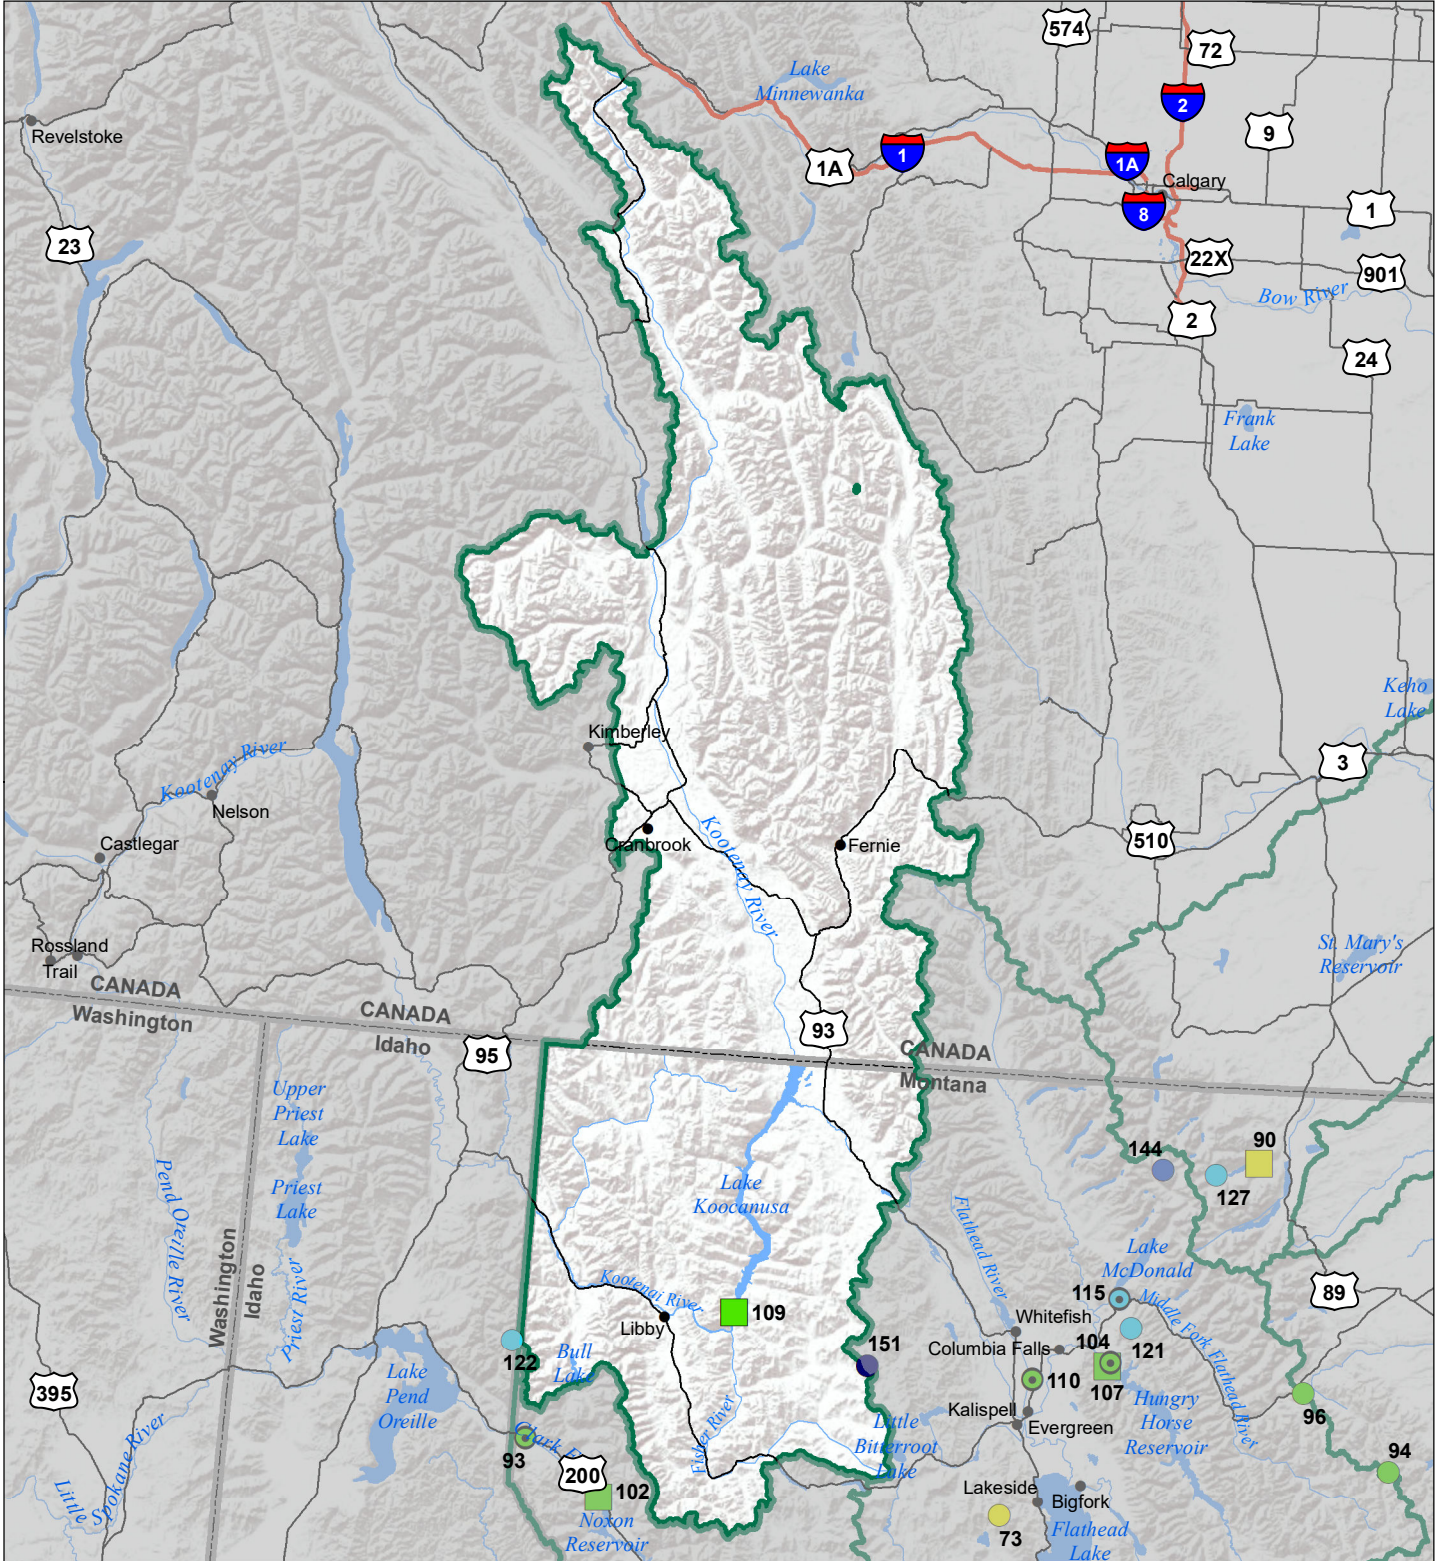 574
72
Lake
Minnewanka
2
Revelstoke
9
1A
1
1A
Calgary
8
1
23
22X
901
Bow River
2
24
Frank
Lake
Keho
Lake
Kimberley
3
Kootenay River
Nelson
Castlegar
Cranbrook
Kootenay River
Fernie
510
Rossland
Trail
St. Mary's
Reservoir
CANADA
Washington
CANADA
Idaho
95
93
CANADA
Montana
Upper
Priest
Lake
Pend Oreille River
Priest
Lake
144
90
127
Lake
Koocanusa
Flathead River
Washington
Idaho
Priest River
Lake
McDonald
Kootenai River
109
Libby
115
Middle Fork Flathead River
89
Whitefish
Columbia Falls
104
121
122
Bull
Lake
151
107
110
395
Lake
Pend
Oreille
Hungry
Horse
Reservoir
96
Kalispell
Evergreen
Little
Bitterroot
Lake
Fisher River
Little
Spokane River
93
Clark F
200
102
Noxon
Reservoir
94
Lakeside
Bigfork
73
Flathead
Lake